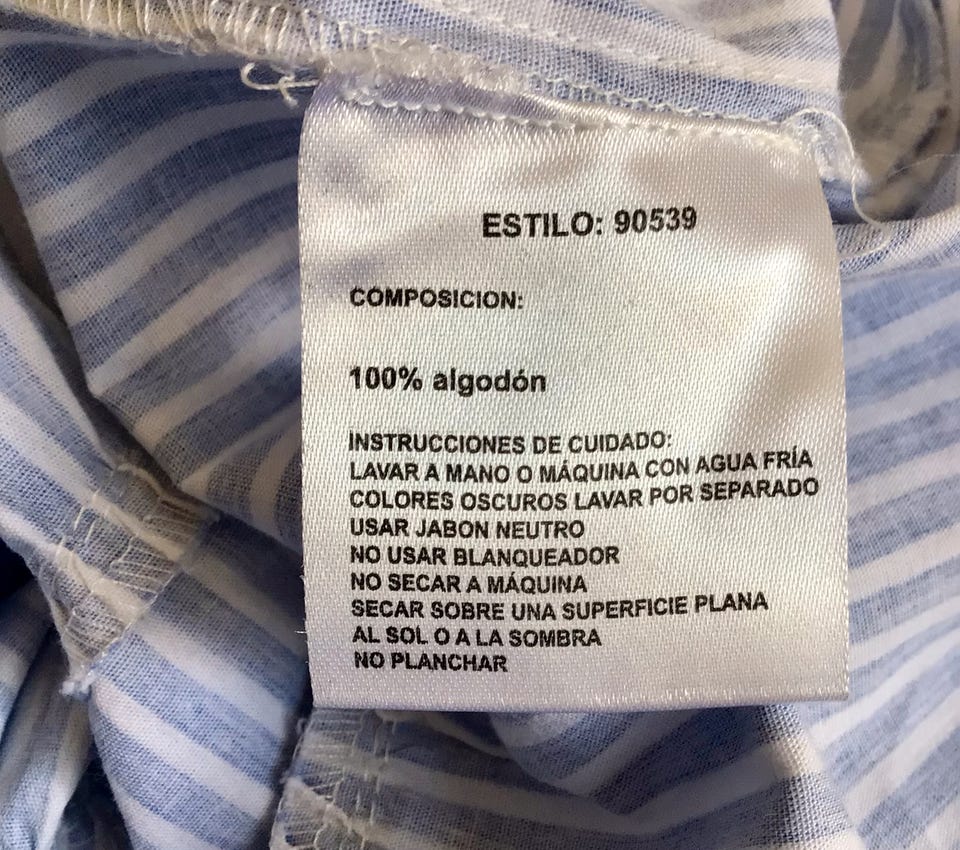 ESTILO: 90539
COMPOSICION:
100% algodón
INSTRUCCIONES DE CUIDADO:
LAVAR A MANO O MÁQUINA CON AGUA FRÍA
COLORES OSCUROS LAVAR POR SEPARADO
USAR JABON NEUTRO
NO USAR BLANQUEADOR
NO SECAR A MÁQUINA
SECAR SOBRE UNA SUPERFICIE PLANA
AL SOL O A LA SOMBRA
NO PLANCHAR